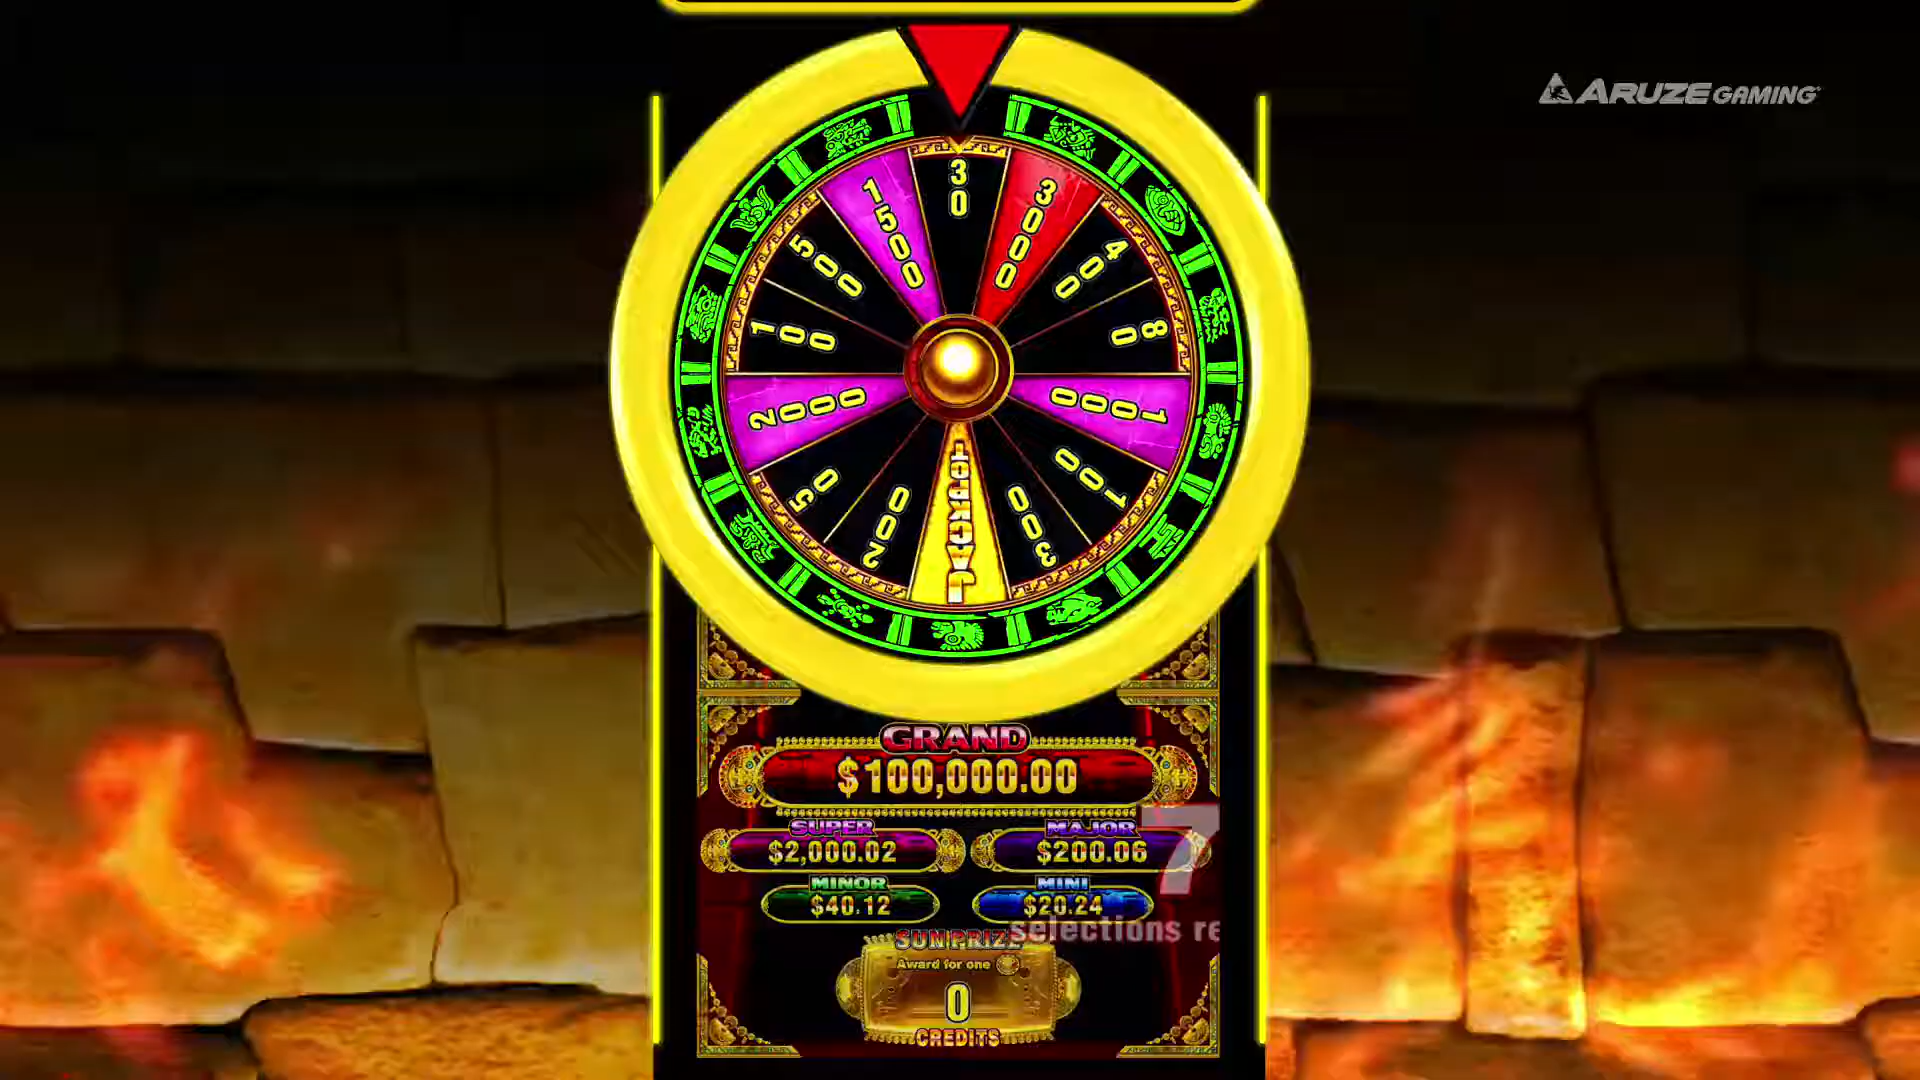 ARUZE GAMING
30
3000
400
80
1000
100
300
JACKPOT
200
50
2000
100
500
1500
GRAND
$100,000.00
SUPER
$2,000.02
MAJOR
$200.06
7
MINOR
$40.12
MINI
$20.24
selections re
SUN PRIZE
Award for one
0
CREDITS